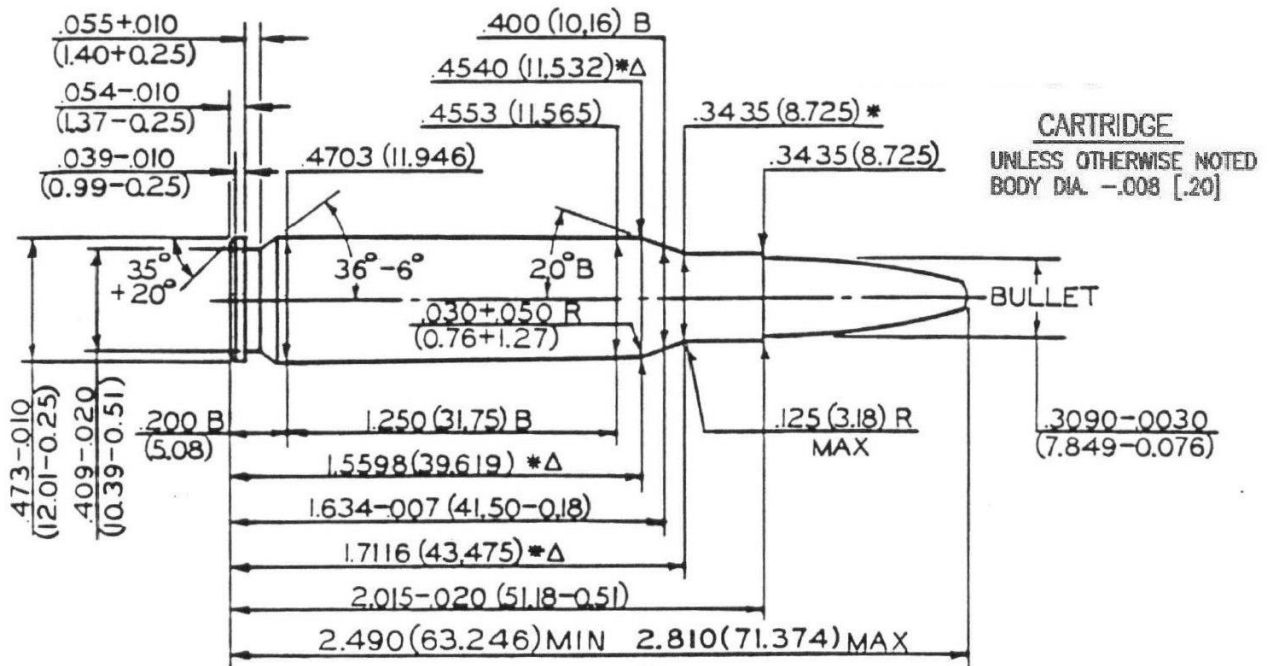 .055+.010
(1.40+0.25)
.054-.010
(1.37-0.25)
.039-.010
(0.99-0.25)
.400 (10,16) B
.4540 (11.532)*Δ
.4553 (11.565)
.4703 (11.946)
.3435 (8.725)*
.3435(8.725)
CARTRIDGE
UNLESS OTHERWISE NOTED
BODY DIA. -.008 [.20]
35°
+20°
36°-6°
20°B
.030+.050 R
(0.76+1.27)
BULLET
.473-.010
(12.01-0.25)
.409-.020
(10.39-0.51)
.200 B
(5.08)
1.250 (31,75) B
.125 (3.18) R
MAX
.3090-.0030
(7.849-0.076)
1.5598(39.619) *Δ
1.634-.007 (41,50-0.18)
1.7116 (43,475)*Δ
2.015-.020 (51.18-0.51)
2.490(63.246) MIN 2.810(71.374) MAX